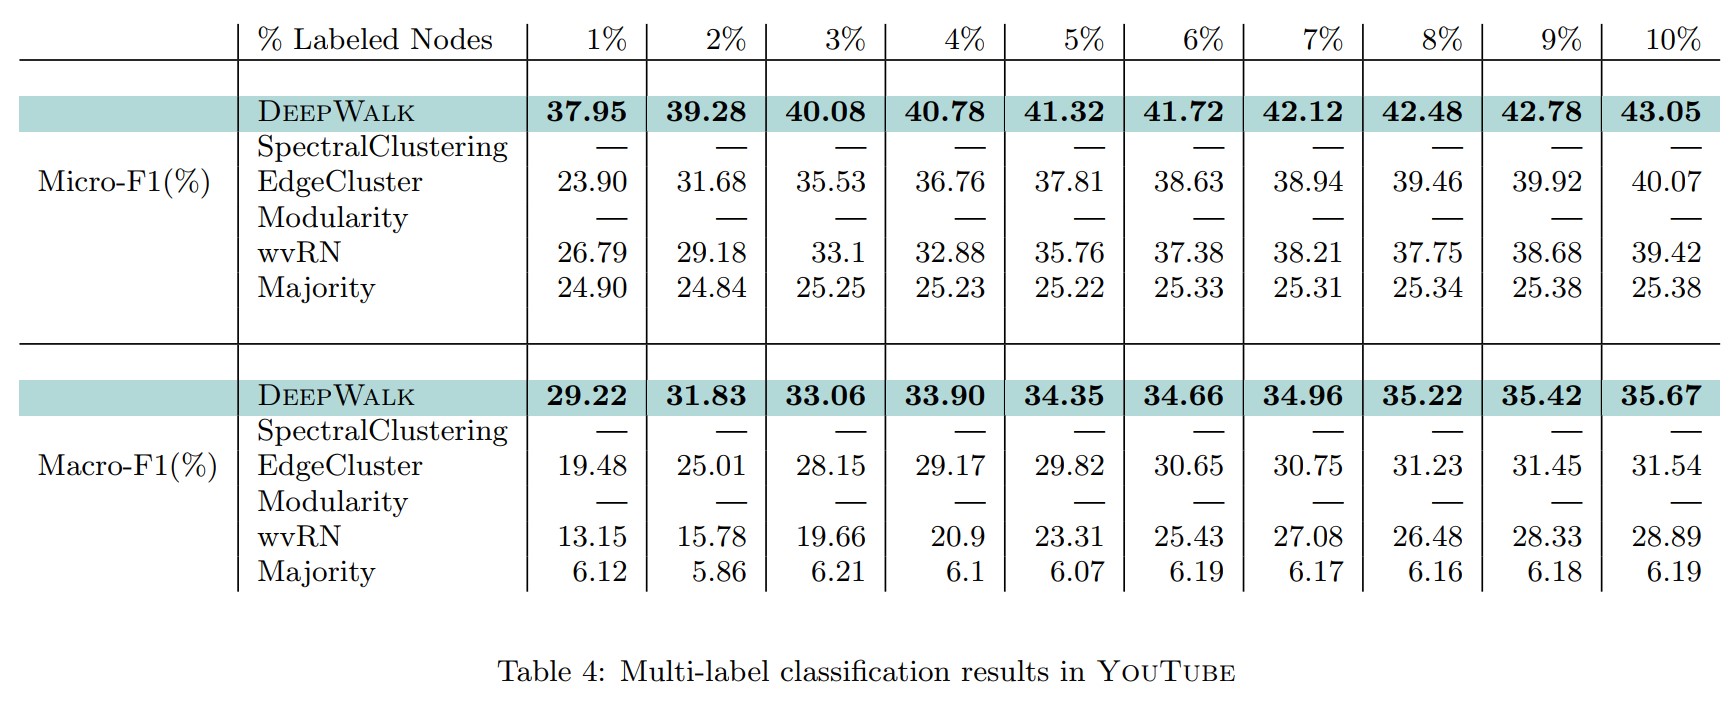 % Labeled Nodes 1% 2% 3% 4% 5% 6% 7% 8% 9% 10%
DEEPWALK 37.95 39.28 40.08 40.78 41.32 41.72 42.12 42.48 42.78 43.05
SpectralClustering — — — — — — — — — —
Micro-F1(%) EdgeCluster 23.90 31.68 35.53 36.76 37.81 38.63 38.94 39.46 39.92 40.07
Modularity — — — — — — — — — —
wvRN 26.79 29.18 33.1 32.88 35.76 37.38 38.21 37.75 38.68 39.42
Majority 24.90 24.84 25.25 25.23 25.22 25.33 25.31 25.34 25.38 25.38
DEEPWALK 29.22 31.83 33.06 33.90 34.35 34.66 34.96 35.22 35.42 35.67
SpectralClustering — — — — — — — — — —
Macro-F1(%) EdgeCluster 19.48 25.01 28.15 29.17 29.82 30.65 30.75 31.23 31.45 31.54
Modularity — — — — — — — — — —
wvRN 13.15 15.78 19.66 20.9 23.31 25.43 27.08 26.48 28.33 28.89
Majority 6.12 5.86 6.21 6.1 6.07 6.19 6.17 6.16 6.18 6.19
Table 4: Multi-label classification results in YOUTUBE